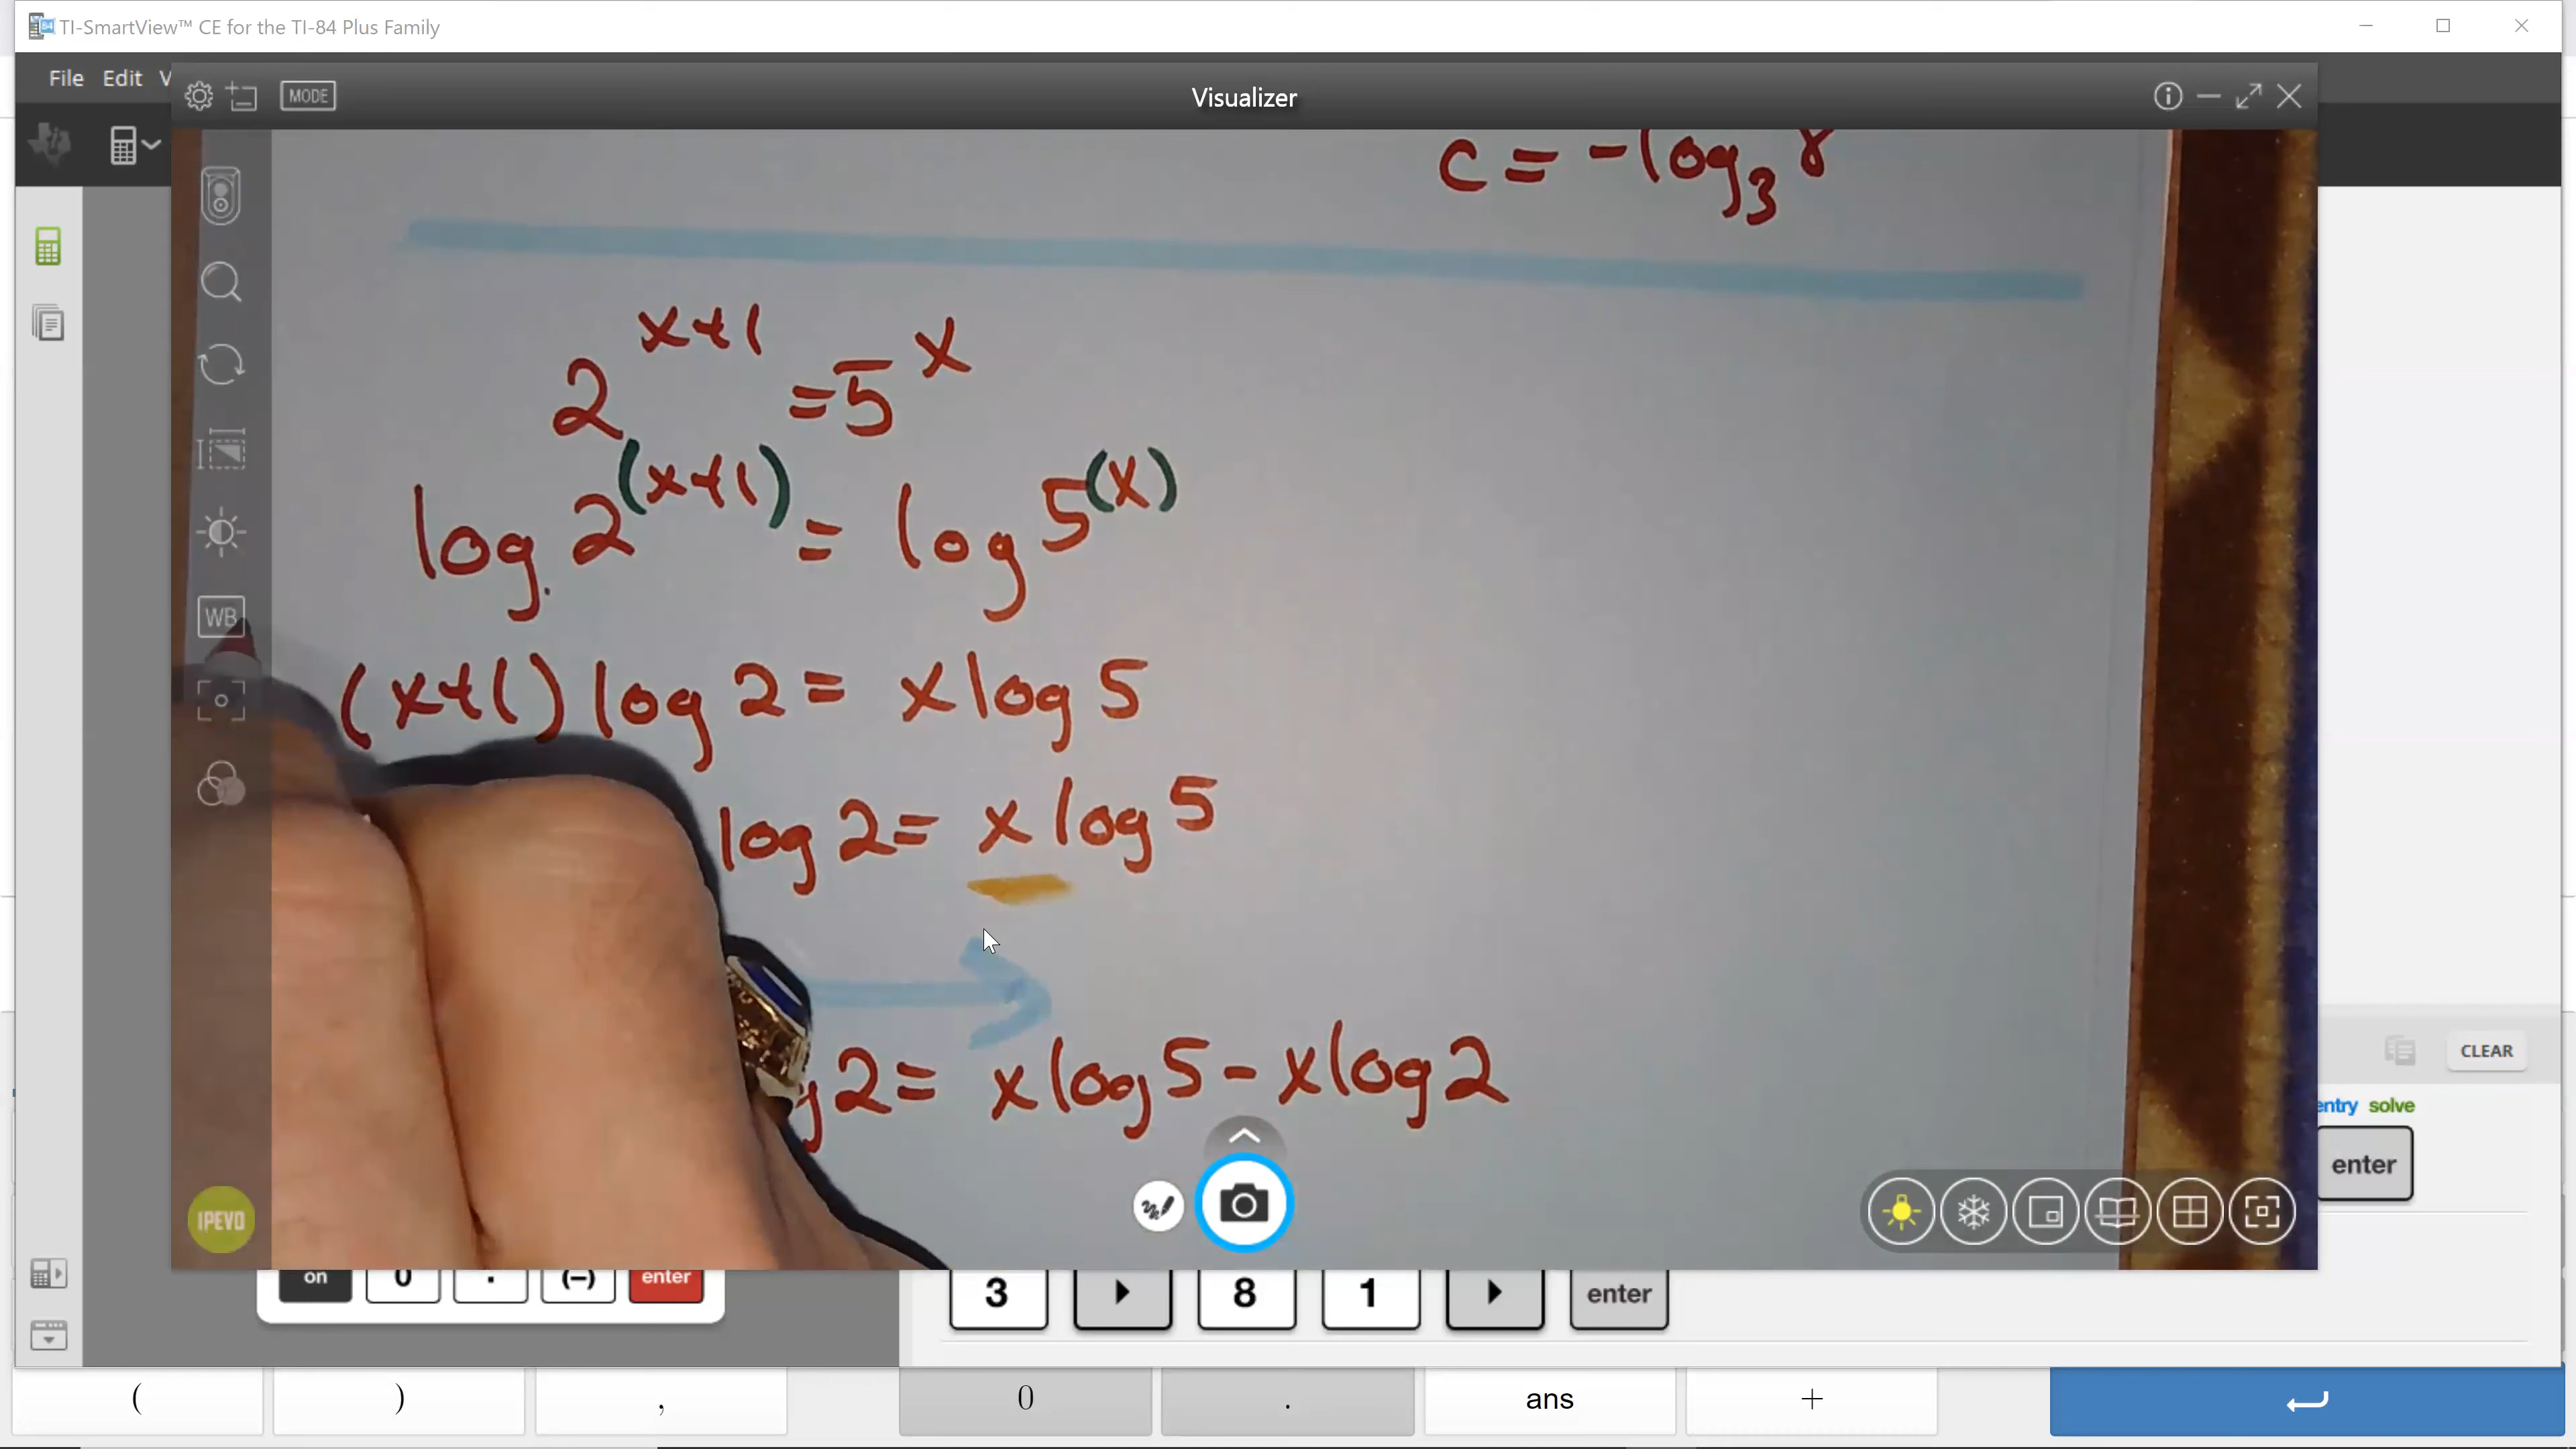 TI-SmartView™ CE for the TI-84 Plus Family
File Edit V
MODE
Visualizer
c = -log₃ 8
2^(x+1) = 5^x
log 2^(x+1) = log 5^(x)
WB
(x+1) log 2 = x log 5
log 2 = x log 5
g 2 = x log 5 - x log 2
CLEAR
entry solve
enter
IPEVO
on 0 . (−) enter
3 8 1 enter
( ) , 0 . ans +